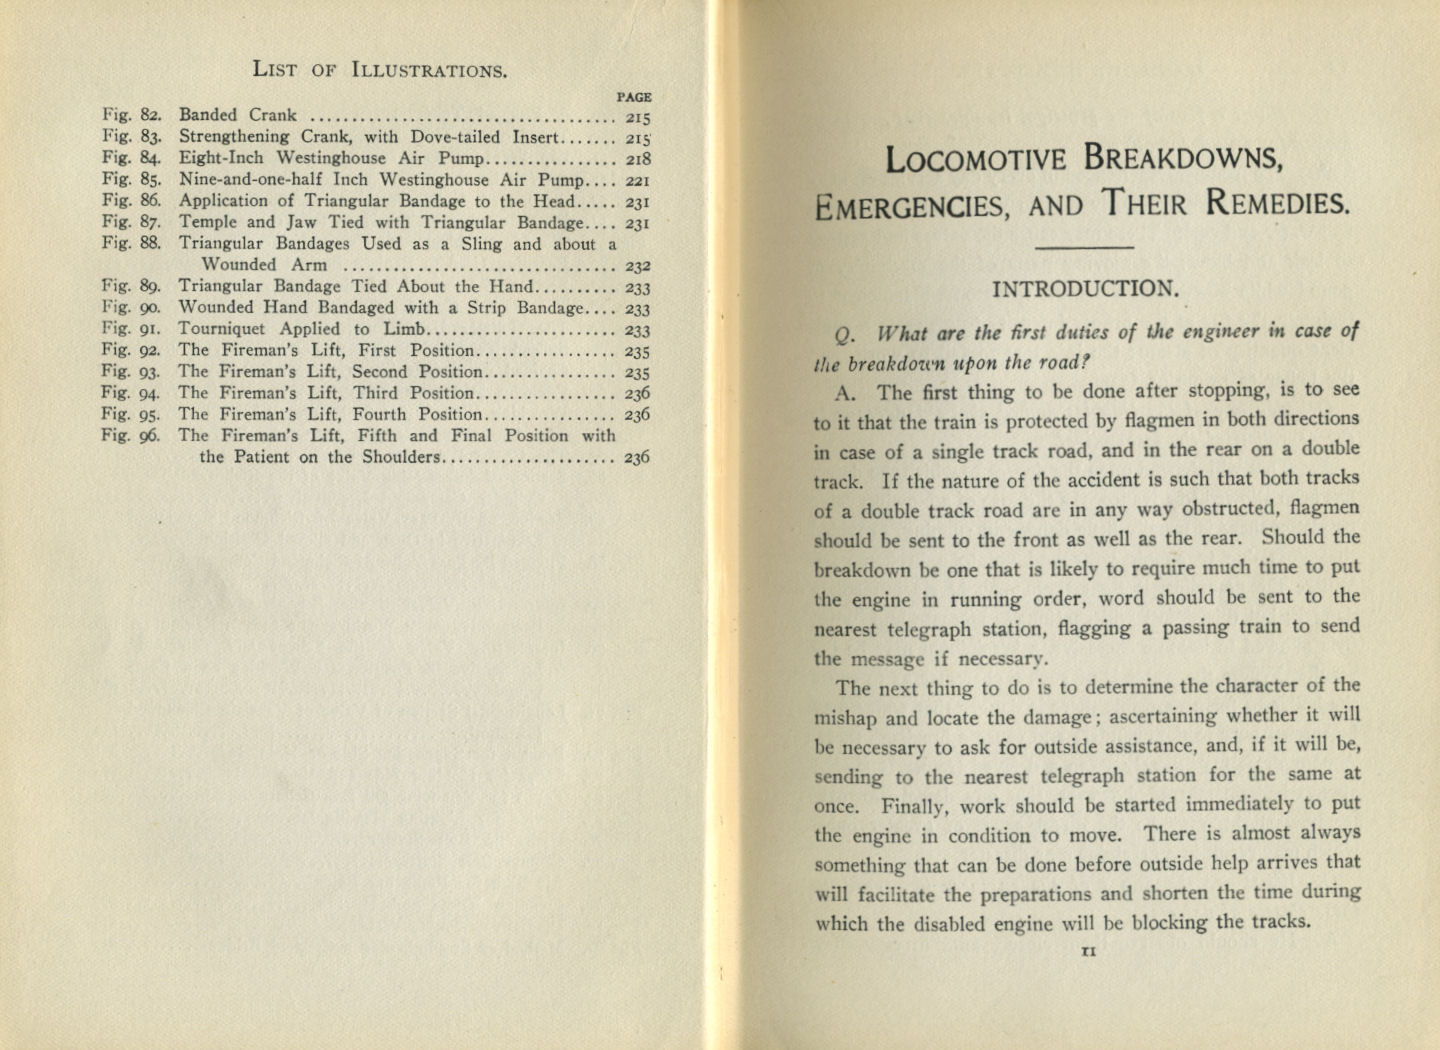 List of Illustrations.
PAGE
Fig. 82. Banded Crank .................................. 215
Fig. 83. Strengthening Crank, with Dove-tailed Insert....... 215
Fig. 84. Eight-Inch Westinghouse Air Pump................ 218
Fig. 85. Nine-and-one-half Inch Westinghouse Air Pump.... 221
Fig. 86. Application of Triangular Bandage to the Head..... 231
Fig. 87. Temple and Jaw Tied with Triangular Bandage.... 231
Fig. 88. Triangular Bandages Used as a Sling and about a
Wounded Arm .............................. 232
Fig. 89. Triangular Bandage Tied About the Hand.......... 233
Fig. 90. Wounded Hand Bandaged with a Strip Bandage.... 233
Fig. 91. Tourniquet Applied to Limb....................... 233
Fig. 92. The Fireman's Lift, First Position................. 235
Fig. 93. The Fireman's Lift, Second Position................ 235
Fig. 94. The Fireman's Lift, Third Position................. 236
Fig. 95. The Fireman's Lift, Fourth Position................ 236
Fig. 96. The Fireman's Lift, Fifth and Final Position with
the Patient on the Shoulders..................... 236
Locomotive Breakdowns,
Emergencies, and Their Remedies.
INTRODUCTION.
Q. What are the first duties of the engineer in case of
the breakdown upon the road?
A. The first thing to be done after stopping, is to see
to it that the train is protected by flagmen in both directions
in case of a single track road, and in the rear on a double
track. If the nature of the accident is such that both tracks
of a double track road are in any way obstructed, flagmen
should be sent to the front as well as the rear. Should the
breakdown be one that is likely to require much time to put
the engine in running order, word should be sent to the
nearest telegraph station, flagging a passing train to send
the message if necessary.
The next thing to do is to determine the character of the
mishap and locate the damage; ascertaining whether it will
be necessary to ask for outside assistance, and, if it will be,
sending to the nearest telegraph station for the same at
once. Finally, work should be started immediately to put
the engine in condition to move. There is almost always
something that can be done before outside help arrives that
will facilitate the preparations and shorten the time during
which the disabled engine will be blocking the tracks.
11